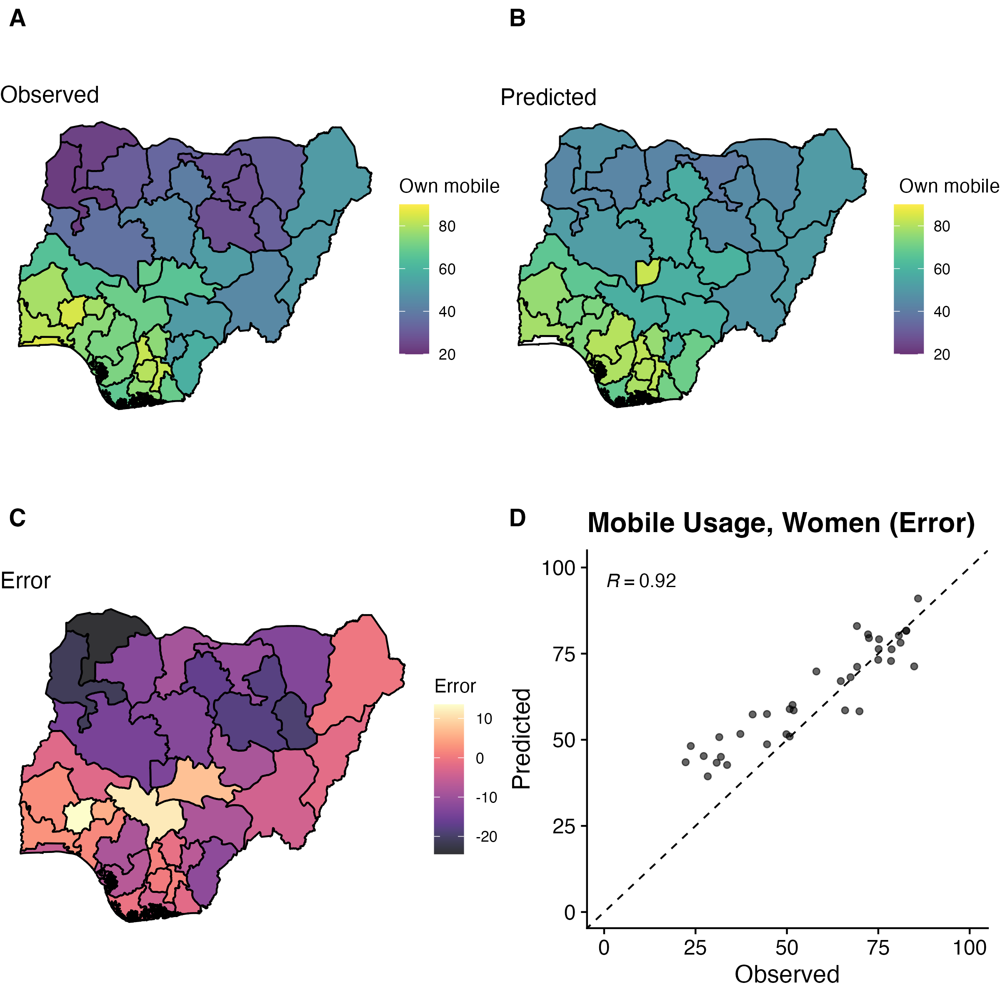 A
B
Observed
Predicted
Own mobile
80
60
40
20
Own mobile
80
60
40
20
C
D
Mobile Usage, Women (Error)
Error
Error
10
0
-10
-20
R = 0.92
100
75
50
25
0
Predicted
0 25 50 75 100
Observed